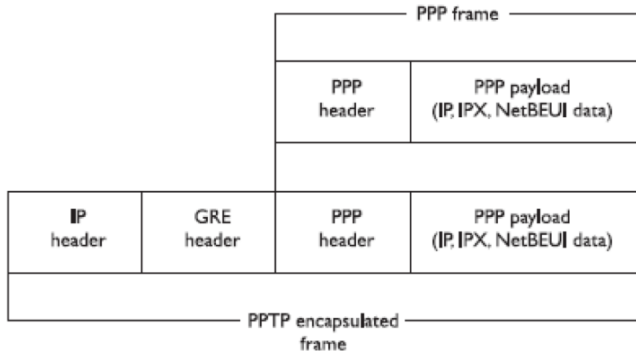 PPP frame
PPP
header
PPP payload
(IP, IPX, NetBEUI data)
IP
header
GRE
header
PPP
header
PPP payload
(IP, IPX, NetBEUI data)
PPTP encapsulated
frame